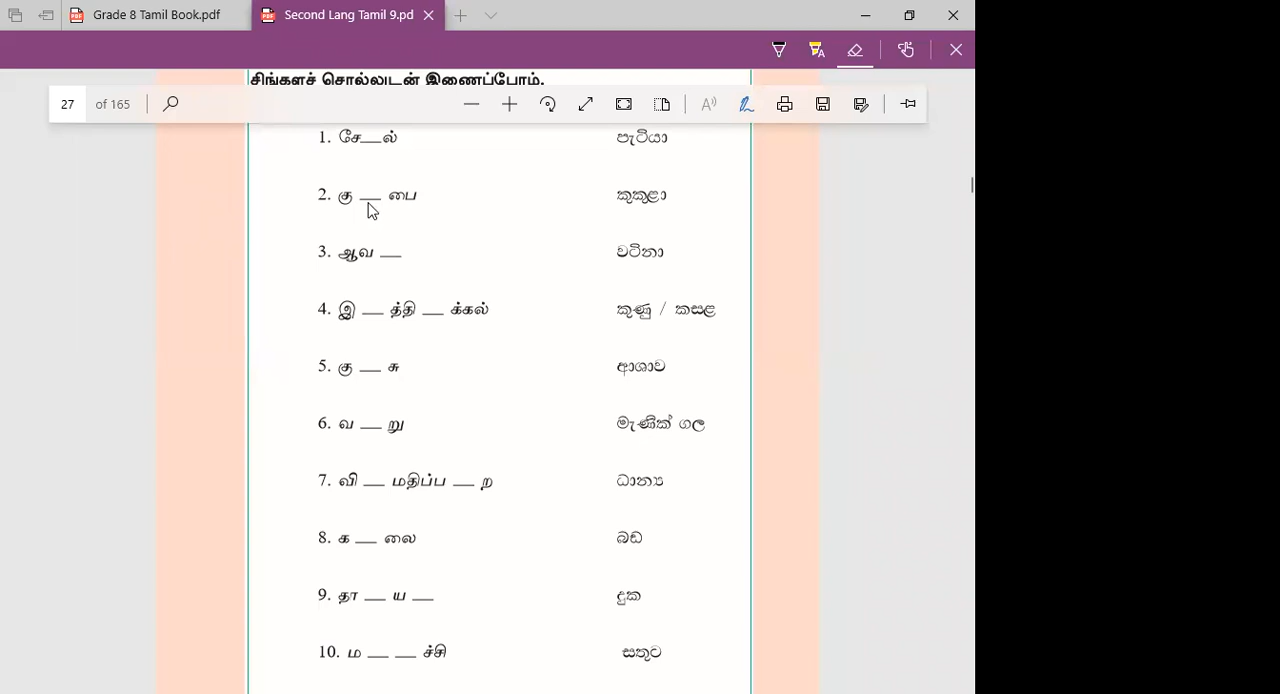 Grade 8 Tamil Book.pdf Second Lang Tamil 9.pd
சிங்களச் சொல்லுடன் இணைப்போம்.
27 of 165
1. சே__ல் පැටියා
2. கு __ பை කුකුළා
3. ஆவ __ වටිනා
4. இ __ த்தி __ க்கல் කුණු / කසළ
5. கு __ சு ආශාව
6. வ __ று මැණික් ගල
7. வி __ மதிப்ப __ ற ධාන්‍ය
8. க __ லை බඩ
9. தா __ ய __ දුක
10. ம __ __ ச்சி සතුට